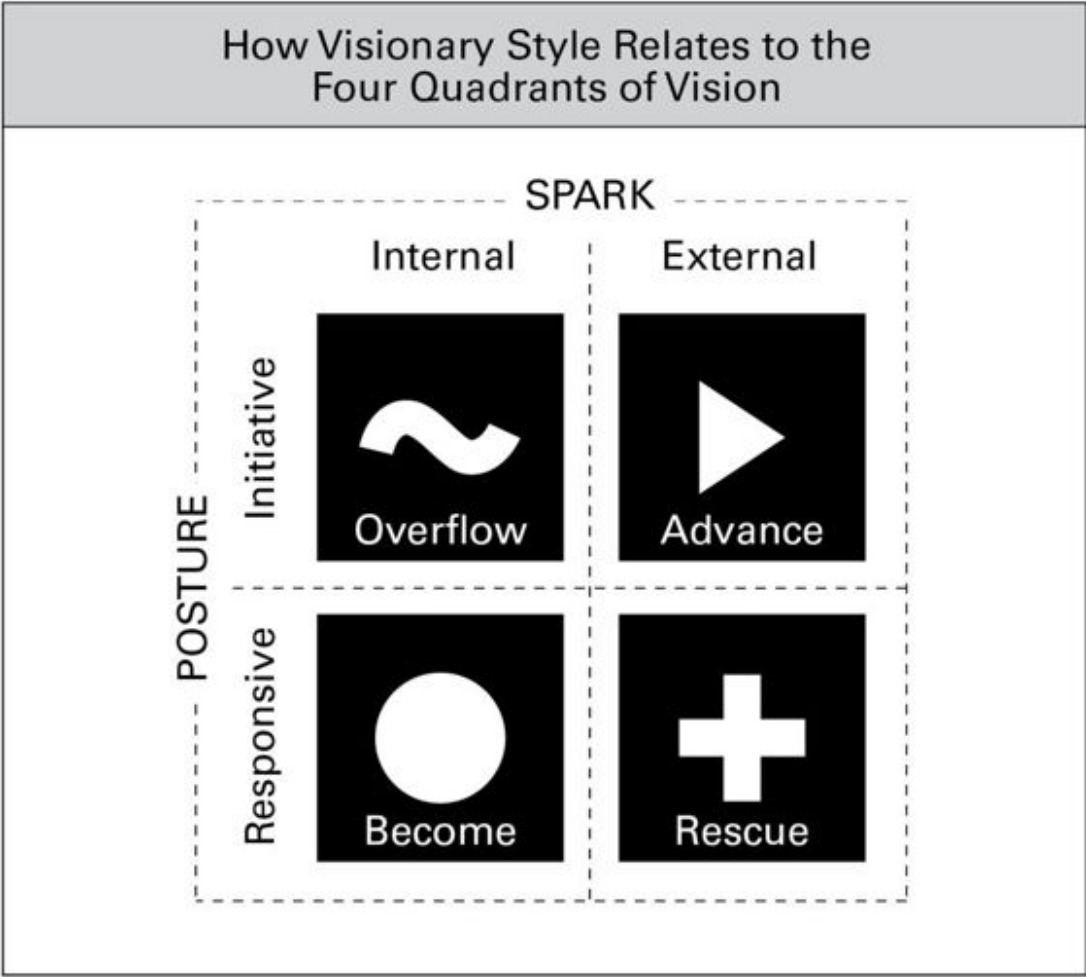 How Visionary Style Relates to the
Four Quadrants of Vision
SPARK
Internal
External
POSTURE
Initiative
Overflow
Advance
Responsive
Become
Rescue